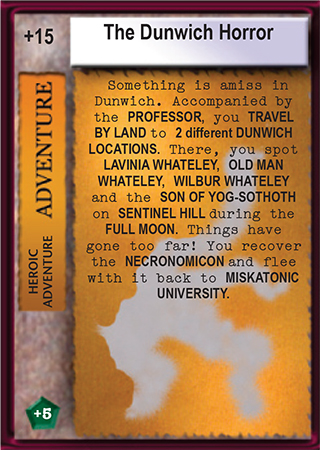 +15
The Dunwich Horror
HEROIC
ADVENTURE
ADVENTURE
Something is amiss in
Dunwich. Accompanied by
the PROFESSOR, you TRAVEL
BY LAND to 2 different DUNWICH
LOCATIONS. There, you spot
LAVINIA WHATELEY, OLD MAN
WHATELEY, WILBUR WHATELEY
and the SON OF YOG-SOTHOTH
on SENTINEL HILL during the
FULL MOON. Things have
gone too far! You recover
the NECRONOMICON and flee
with it back to MISKATONIC
UNIVERSITY.
+5